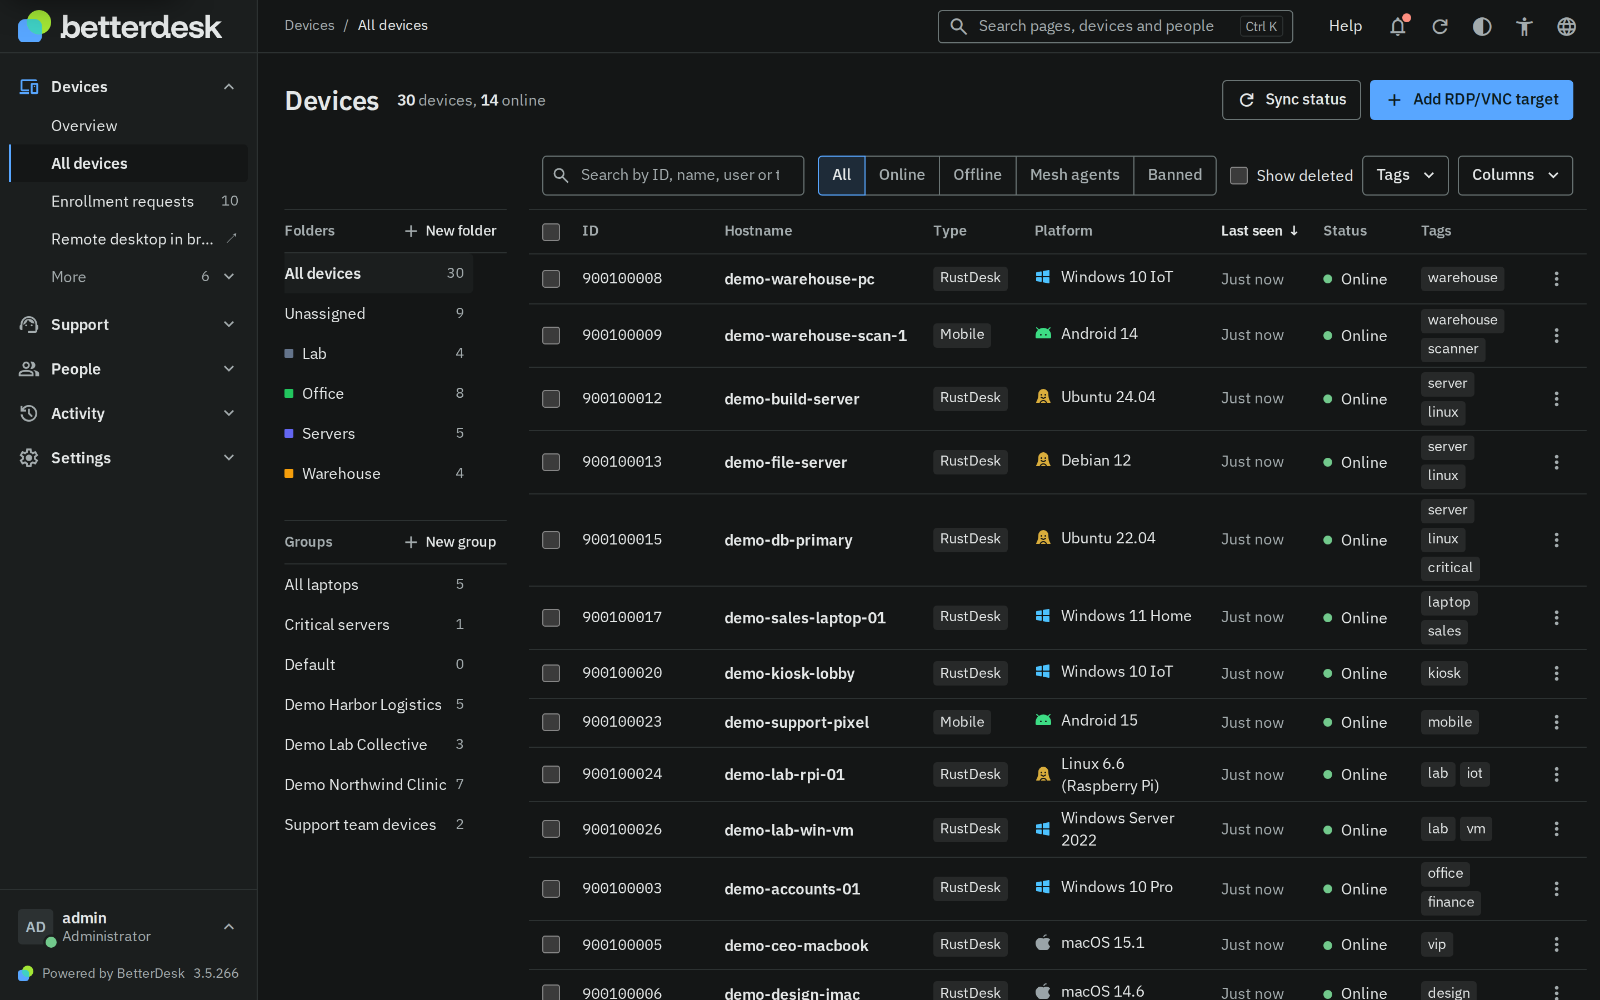 betterdesk
Devices / All devices
Search pages, devices and people Ctrl K
Help
Devices
Overview
All devices
Enrollment requests 10
Remote desktop in br...
More 6
Support
People
Activity
Settings
AD
admin
Administrator
Powered by BetterDesk 3.5.266
Devices 30 devices, 14 online
Sync status
Add RDP/VNC target
Search by ID, name, user or t
All Online Offline Mesh agents Banned
Show deleted
Tags
Columns
Folders New folder
All devices 30
Unassigned 9
Lab 4
Office 8
Servers 5
Warehouse 4
Groups New group
All laptops 5
Critical servers 1
Default 0
Demo Harbor Logistics 5
Demo Lab Collective 3
Demo Northwind Clinic 7
Support team devices 2
ID Hostname Type Platform Last seen ↓ Status Tags
900100008 demo-warehouse-pc RustDesk Windows 10 IoT Just now Online warehouse
900100009 demo-warehouse-scan-1 Mobile Android 14 Just now Online warehouse
scanner
900100012 demo-build-server RustDesk Ubuntu 24.04 Just now Online server
linux
900100013 demo-file-server RustDesk Debian 12 Just now Online server
linux
900100015 demo-db-primary RustDesk Ubuntu 22.04 Just now Online server
linux
critical
900100017 demo-sales-laptop-01 RustDesk Windows 11 Home Just now Online laptop
sales
900100020 demo-kiosk-lobby RustDesk Windows 10 IoT Just now Online kiosk
900100023 demo-support-pixel Mobile Android 15 Just now Online mobile
900100024 demo-lab-rpi-01 RustDesk Linux 6.6 Just now Online lab iot
(Raspberry Pi)
900100026 demo-lab-win-vm RustDesk Windows Server Just now Online lab vm
2022
900100003 demo-accounts-01 RustDesk Windows 10 Pro Just now Online office
finance
900100005 demo-ceo-macbook RustDesk macOS 15.1 Just now Online vip
900100006 demo-design-imac RustDesk macOS 14.6 Just now Online design